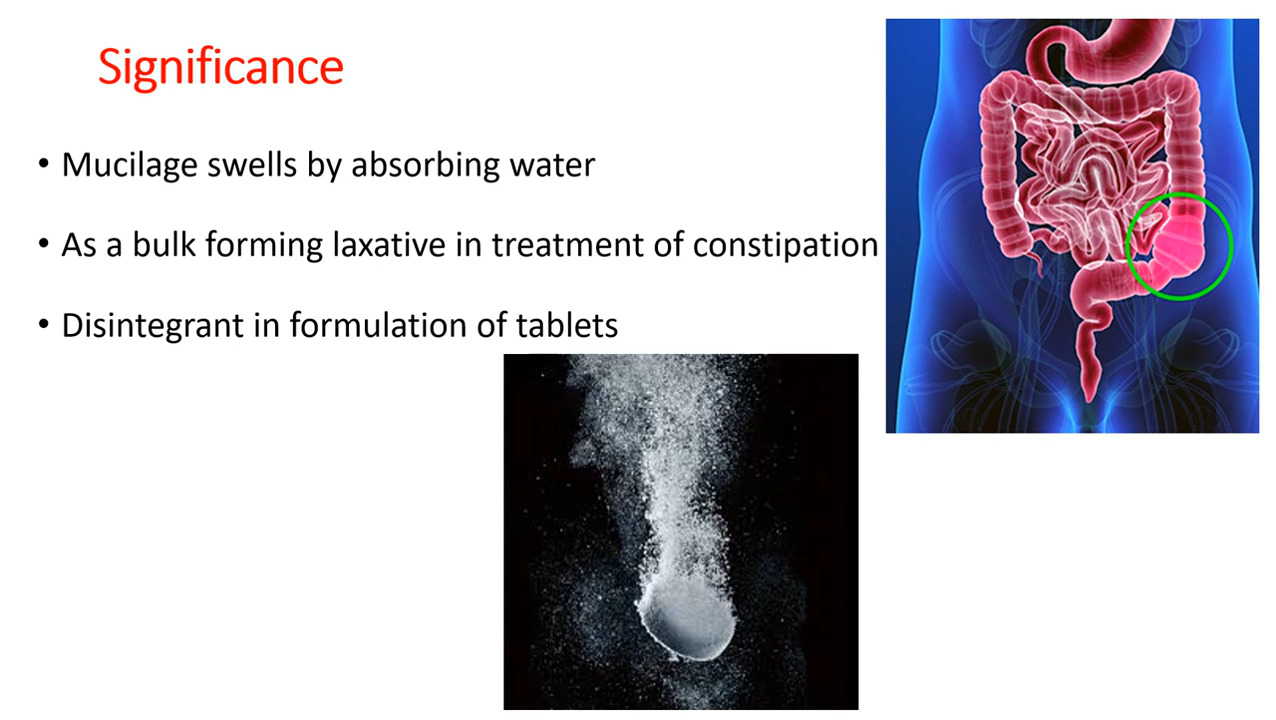 Significance
• Mucilage swells by absorbing water
• As a bulk forming laxative in treatment of constipation
• Disintegrant in formulation of tablets